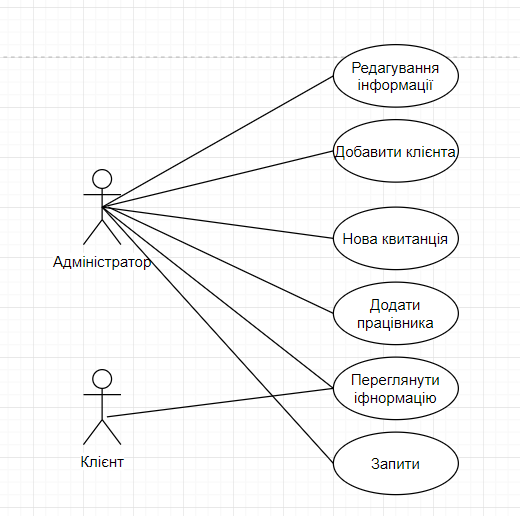 Редагування
інформації
Добавити клієнта
Нова квитанція
Адміністратор
Додати
працівника
Переглянути
іфнормацію
Клієнт
Запити